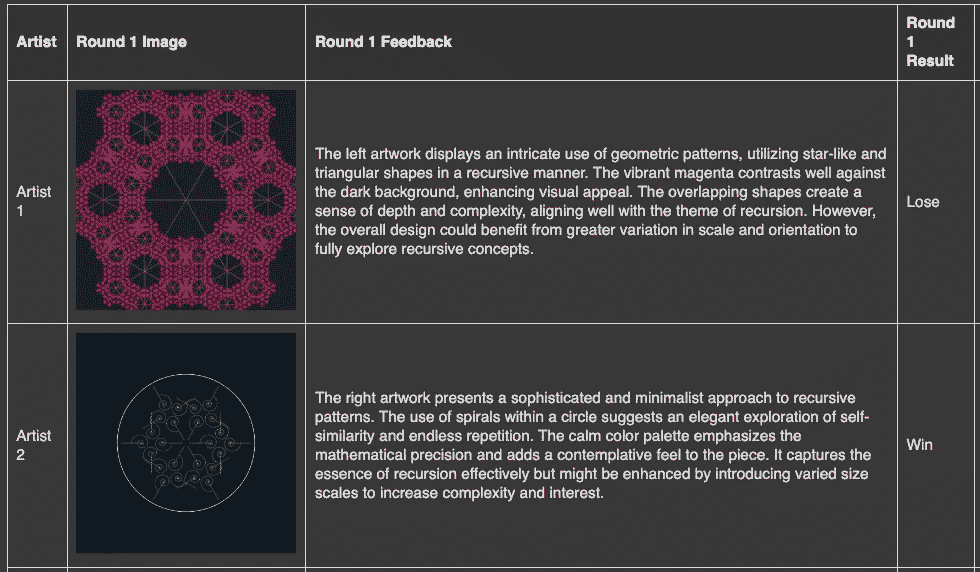 Artist
Round 1 Image
Round 1 Feedback
Round
1
Result
Artist
1
The left artwork displays an intricate use of geometric patterns, utilizing star-like and
triangular shapes in a recursive manner. The vibrant magenta contrasts well against
the dark background, enhancing visual appeal. The overlapping shapes create a
sense of depth and complexity, aligning well with the theme of recursion. However,
the overall design could benefit from greater variation in scale and orientation to
fully explore recursive concepts.
Lose
Artist
2
The right artwork presents a sophisticated and minimalist approach to recursive
patterns. The use of spirals within a circle suggests an elegant exploration of self-
similarity and endless repetition. The calm color palette emphasizes the
mathematical precision and adds a contemplative feel to the piece. It captures the
essence of recursion effectively but might be enhanced by introducing varied size
scales to increase complexity and interest.
Win